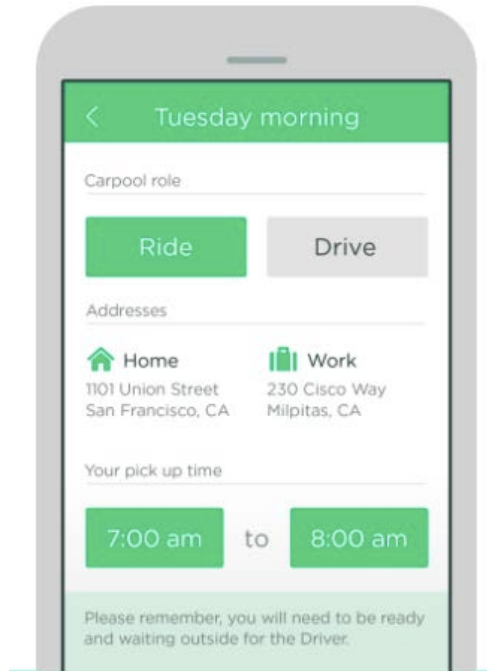 Tuesday morning
Carpool role
Ride Drive
Addresses
Home Work
1101 Union Street 230 Cisco Way
San Francisco, CA Milpitas, CA
Your pick up time
7:00 am to 8:00 am
Please remember, you will need to be ready
and waiting outside for the Driver.